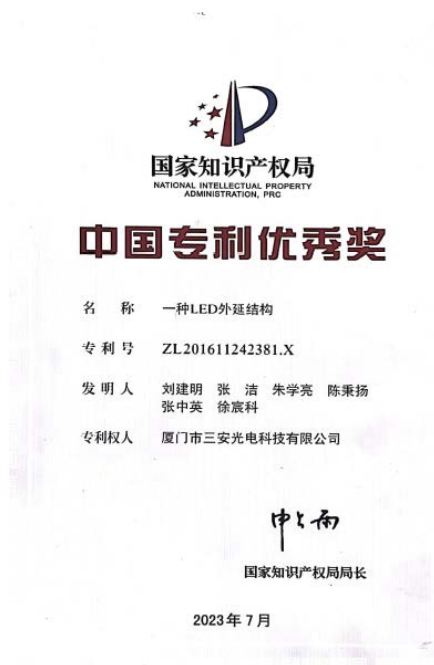 国家知识产权局
NATIONAL INTELLECTUAL PROPERTY
ADMINISTRATION, PRC
中国专利优秀奖
名 称 一种LED外延结构
专利号 ZL201611242381.X
发明人 刘建明 张 洁 朱学亮 陈秉扬
张中英 徐宸科
专利权人 厦门市三安光电科技有限公司
申长雨
国家知识产权局局长
2023年7月